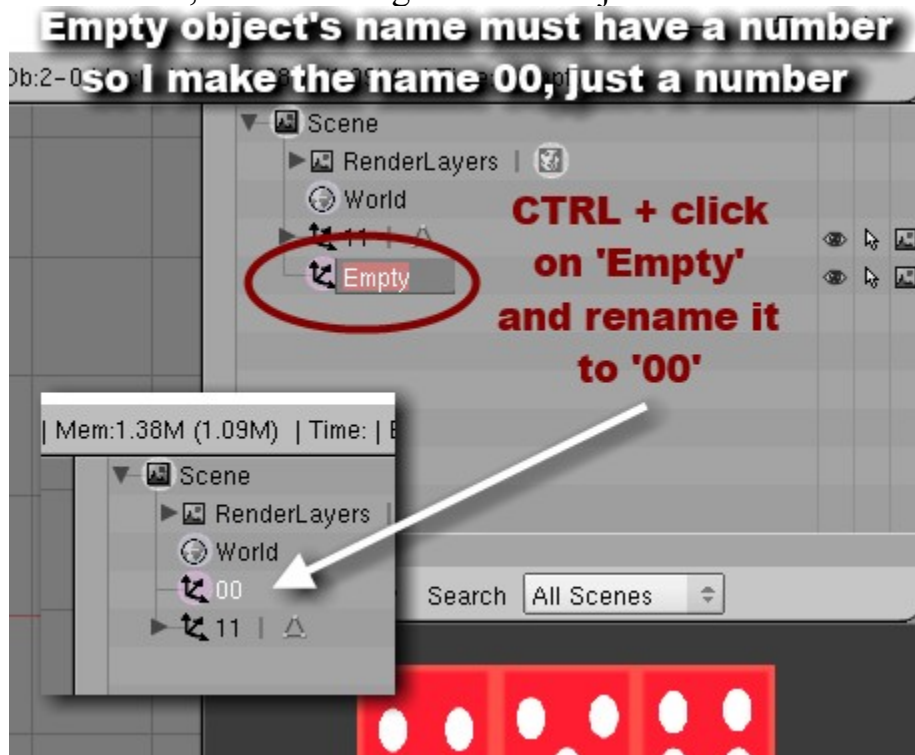 Empty object's name must have a number
so I make the name 00, just a number
Scene
RenderLayers |
World
11 |
Empty
CTRL + click
on 'Empty'
and rename it
to '00'
| Mem:1.38M (1.09M) | Time: |
Scene
RenderLayers |
World
00
11 |
Search All Scenes